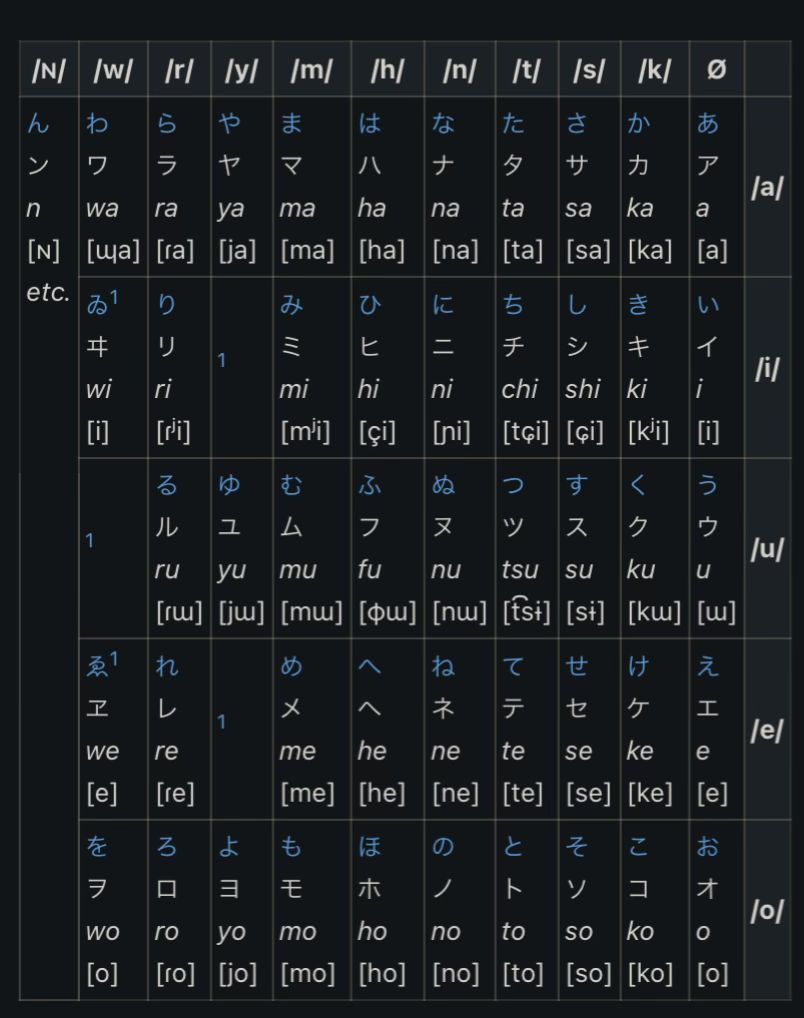 /ɴ/ /w/ /r/ /y/ /m/ /h/ /n/ /t/ /s/ /k/ Ø
ん わ ら や ま は な た さ か あ
ン ワ ラ ヤ マ ハ ナ タ サ カ ア /a/
n wa ra ya ma ha na ta sa ka a
[ɴ] [ɰa] [ɾa] [ja] [ma] [ha] [na] [ta] [sa] [ka] [a]
etc.
ゐ1 り み ひ に ち し き い
ヰ リ 1 ミ ヒ ニ チ シ キ イ /i/
wi ri mi hi ni chi shi ki i
[i] [ɾʲi] [mʲi] [çi] [ɲi] [tɕi] [ɕi] [kʲi] [i]
る ゆ む ふ ぬ つ す く う
1 ル ユ ム フ ヌ ツ ス ク ウ /u/
ru yu mu fu nu tsu su ku u
[ɾɯ] [jɯ] [mɯ] [ɸɯ] [nɯ] [t͡sɨ] [sɨ] [kɯ] [ɯ]
ゑ1 れ め へ ね て せ け え
ヱ レ 1 メ ヘ ネ テ セ ケ エ /e/
we re me he ne te se ke e
[e] [ɾe] [me] [he] [ne] [te] [se] [ke] [e]
を ろ よ も ほ の と そ こ お
ヲ ロ ヨ モ ホ ノ ト ソ コ オ /o/
wo ro yo mo ho no to so ko o
[o] [ɾo] [jo] [mo] [ho] [no] [to] [so] [ko] [o]